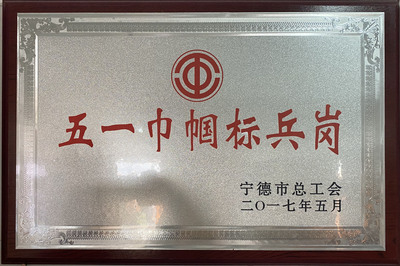 五一巾帼标兵岗
宁德市总工会
二〇一七年五月